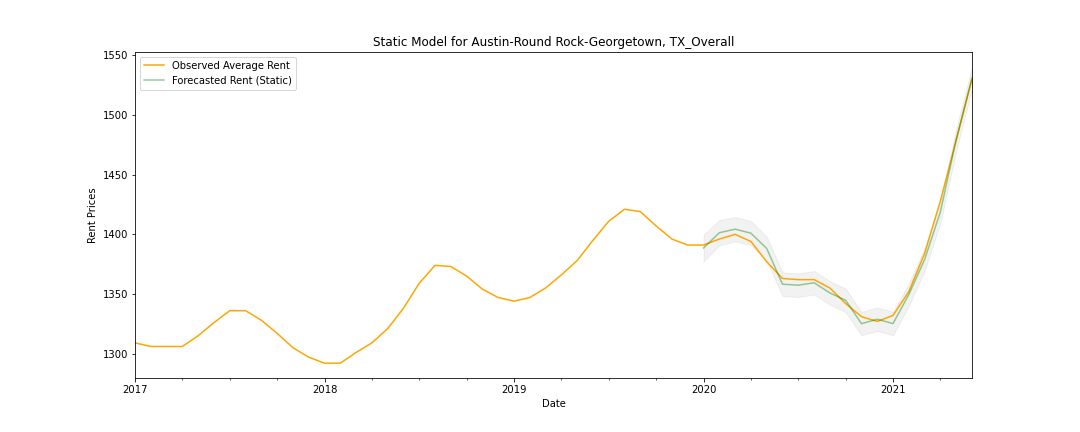 Static Model for Austin-Round Rock-Georgetown, TX_Overall
Observed Average Rent
Forecasted Rent (Static)
1550
1500
1450
1400
1350
1300
Rent Prices
2017
2018
2019
2020
2021
Date